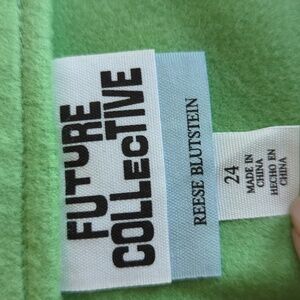 FUTURE
COLLECTIVE
REESE BLUTSTEIN
24
MADE IN
CHINA
HECHO EN
CHINA